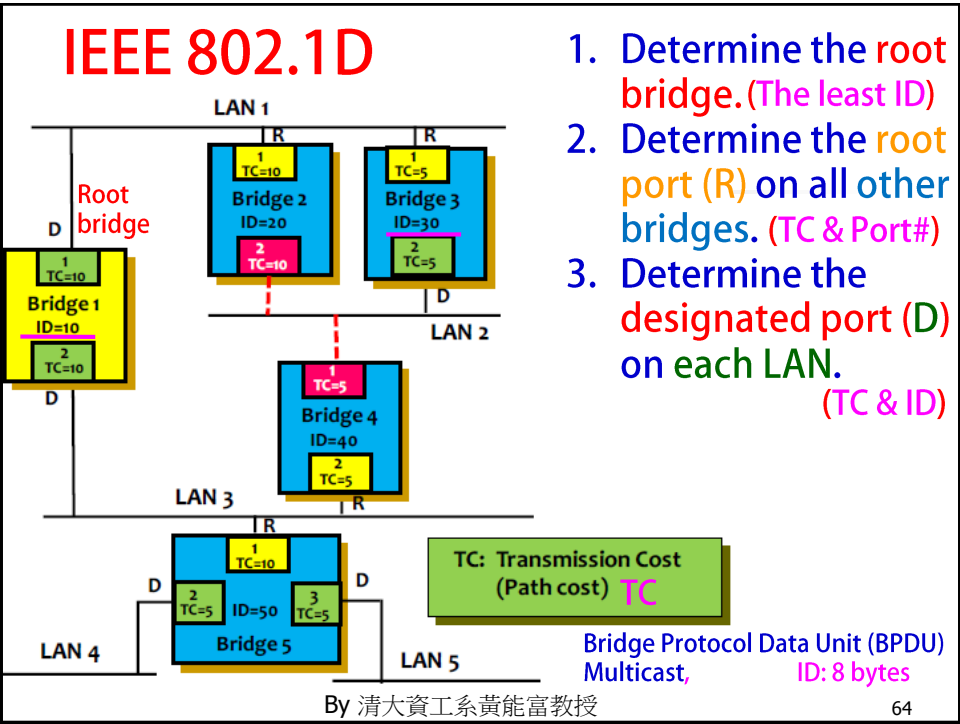 IEEE 802.1D
1. Determine the root
bridge. (The least ID)
2. Determine the root
port (R) on all other
bridges. (TC & Port#)
3. Determine the
designated port (D)
on each LAN.
(TC & ID)
LAN 1
R
R
1
TC=10
Bridge 2
ID=20
2
TC=10
1
TC=5
Bridge 3
ID=30
2
TC=5
D
Root
bridge
D
1
TC=10
Bridge 1
ID=10
2
TC=10
D
LAN 2
1
TC=5
Bridge 4
ID=40
2
TC=5
R
LAN 3
R
1
TC=10
D
2
TC=5
ID=50
3
TC=5
D
Bridge 5
LAN 4
LAN 5
TC: Transmission Cost
(Path cost) TC
Bridge Protocol Data Unit (BPDU)
Multicast, ID: 8 bytes
By 清大資工系黃能富教授
64